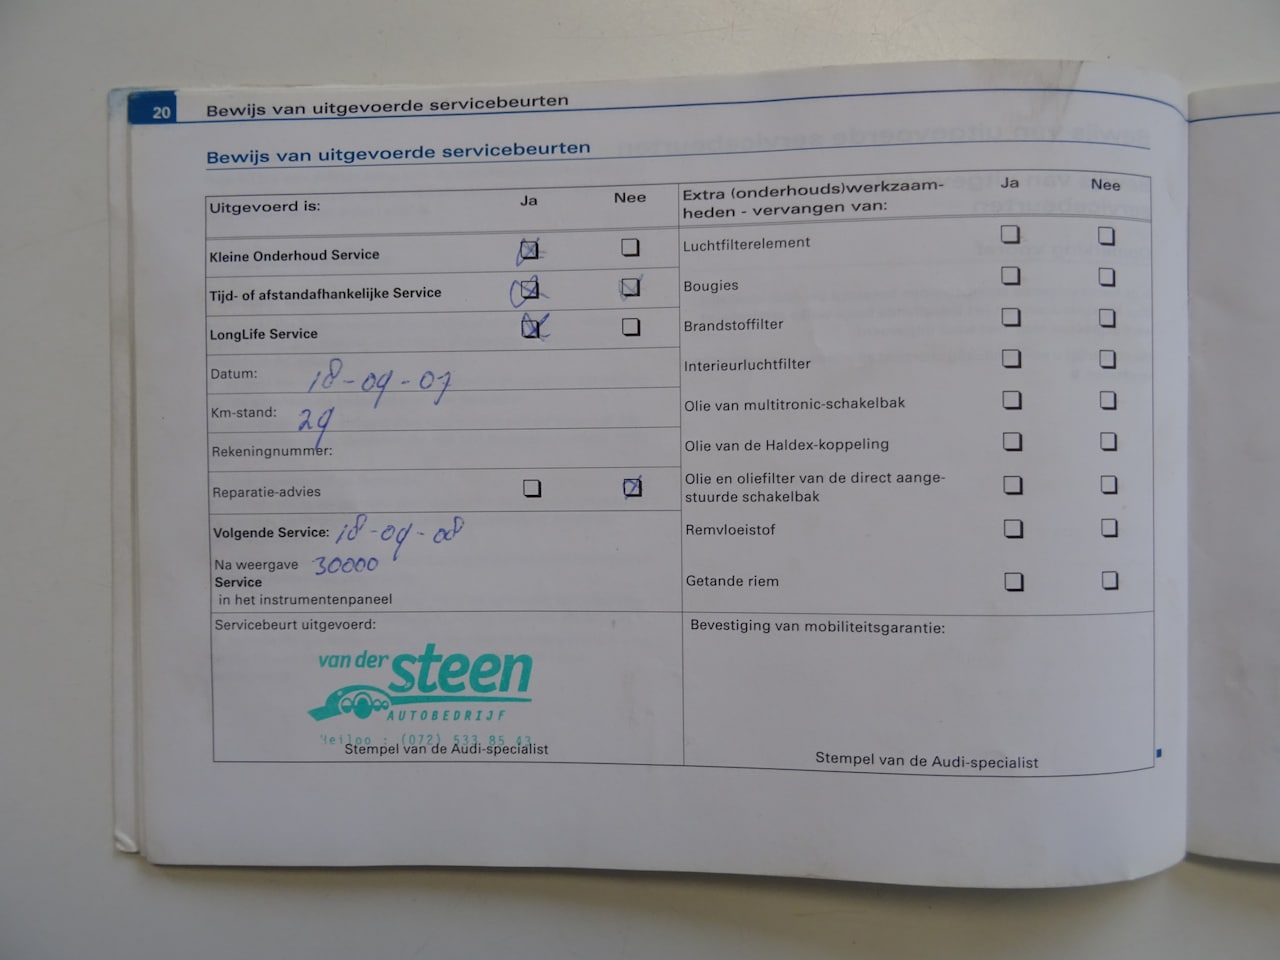 20 Bewijs van uitgevoerde servicebeurten
Bewijs van uitgevoerde servicebeurten
Uitgevoerd is: Ja Nee
Kleine Onderhoud Service
Tijd- of afstandafhankelijke Service
LongLife Service
Datum: 18-09-07
Km-stand: 29
Rekeningnummer:
Reparatie-advies
Volgende Service: 18-09-08
Na weergave 30000
Service
in het instrumentenpaneel
Servicebeurt uitgevoerd:
van der steen
AUTOBEDRIJF
Heiloo : (072) 533 85 43
Stempel van de Audi-specialist
Extra (onderhouds)werkzaam- Ja Nee
heden - vervangen van:
Luchtfilterelement
Bougies
Brandstoffilter
Interieurluchtfilter
Olie van multitronic-schakelbak
Olie van de Haldex-koppeling
Olie en oliefilter van de direct aange-
stuurde schakelbak
Remvloeistof
Getande riem
Bevestiging van mobiliteitsgarantie:
Stempel van de Audi-specialist